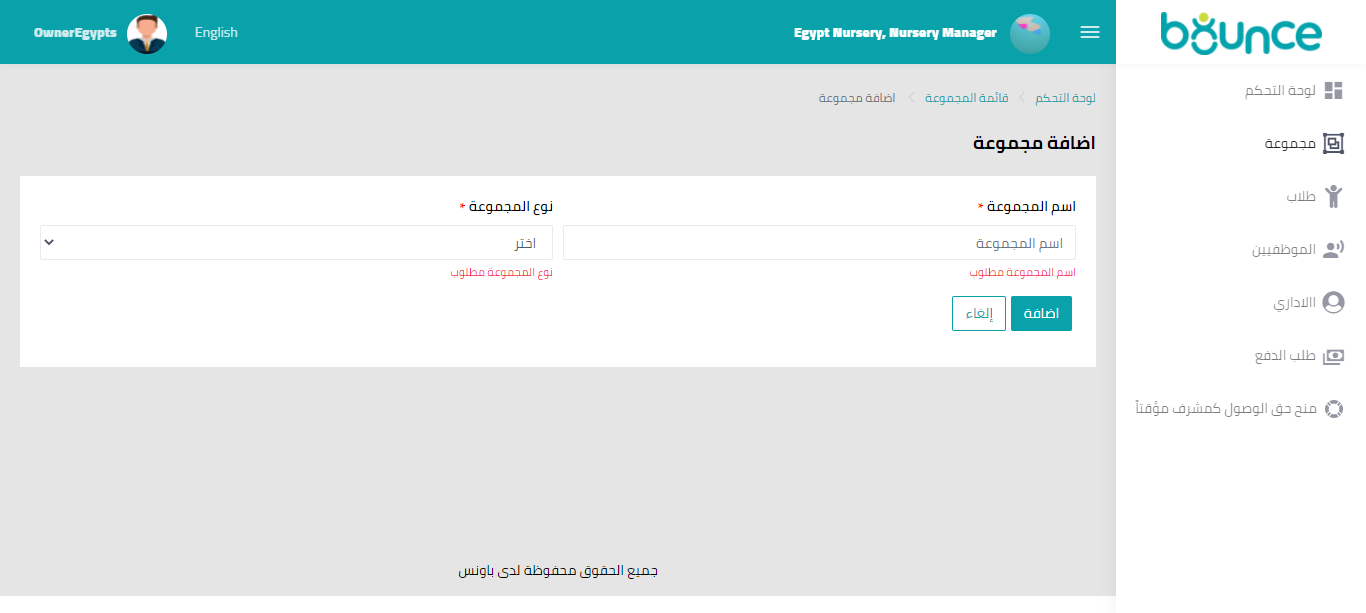 bounce
لوحة التحكم
مجموعة
طلاب
الموظفيين
االاداري
طلب الدفع
منح حق الوصول كمشرف مؤقتاً
Egypt Nursery, Nursery Manager
English
OwnerEgypts
لوحة التحكم
قائمة المجموعة
اضافة مجموعة
اضافة مجموعة
اسم المجموعة *
اسم المجموعة
اسم المجموعة مطلوب
نوع المجموعة *
اختر
نوع المجموعة مطلوب
اضافة
إلغاء
جميع الحقوق محفوظة لدى باونس